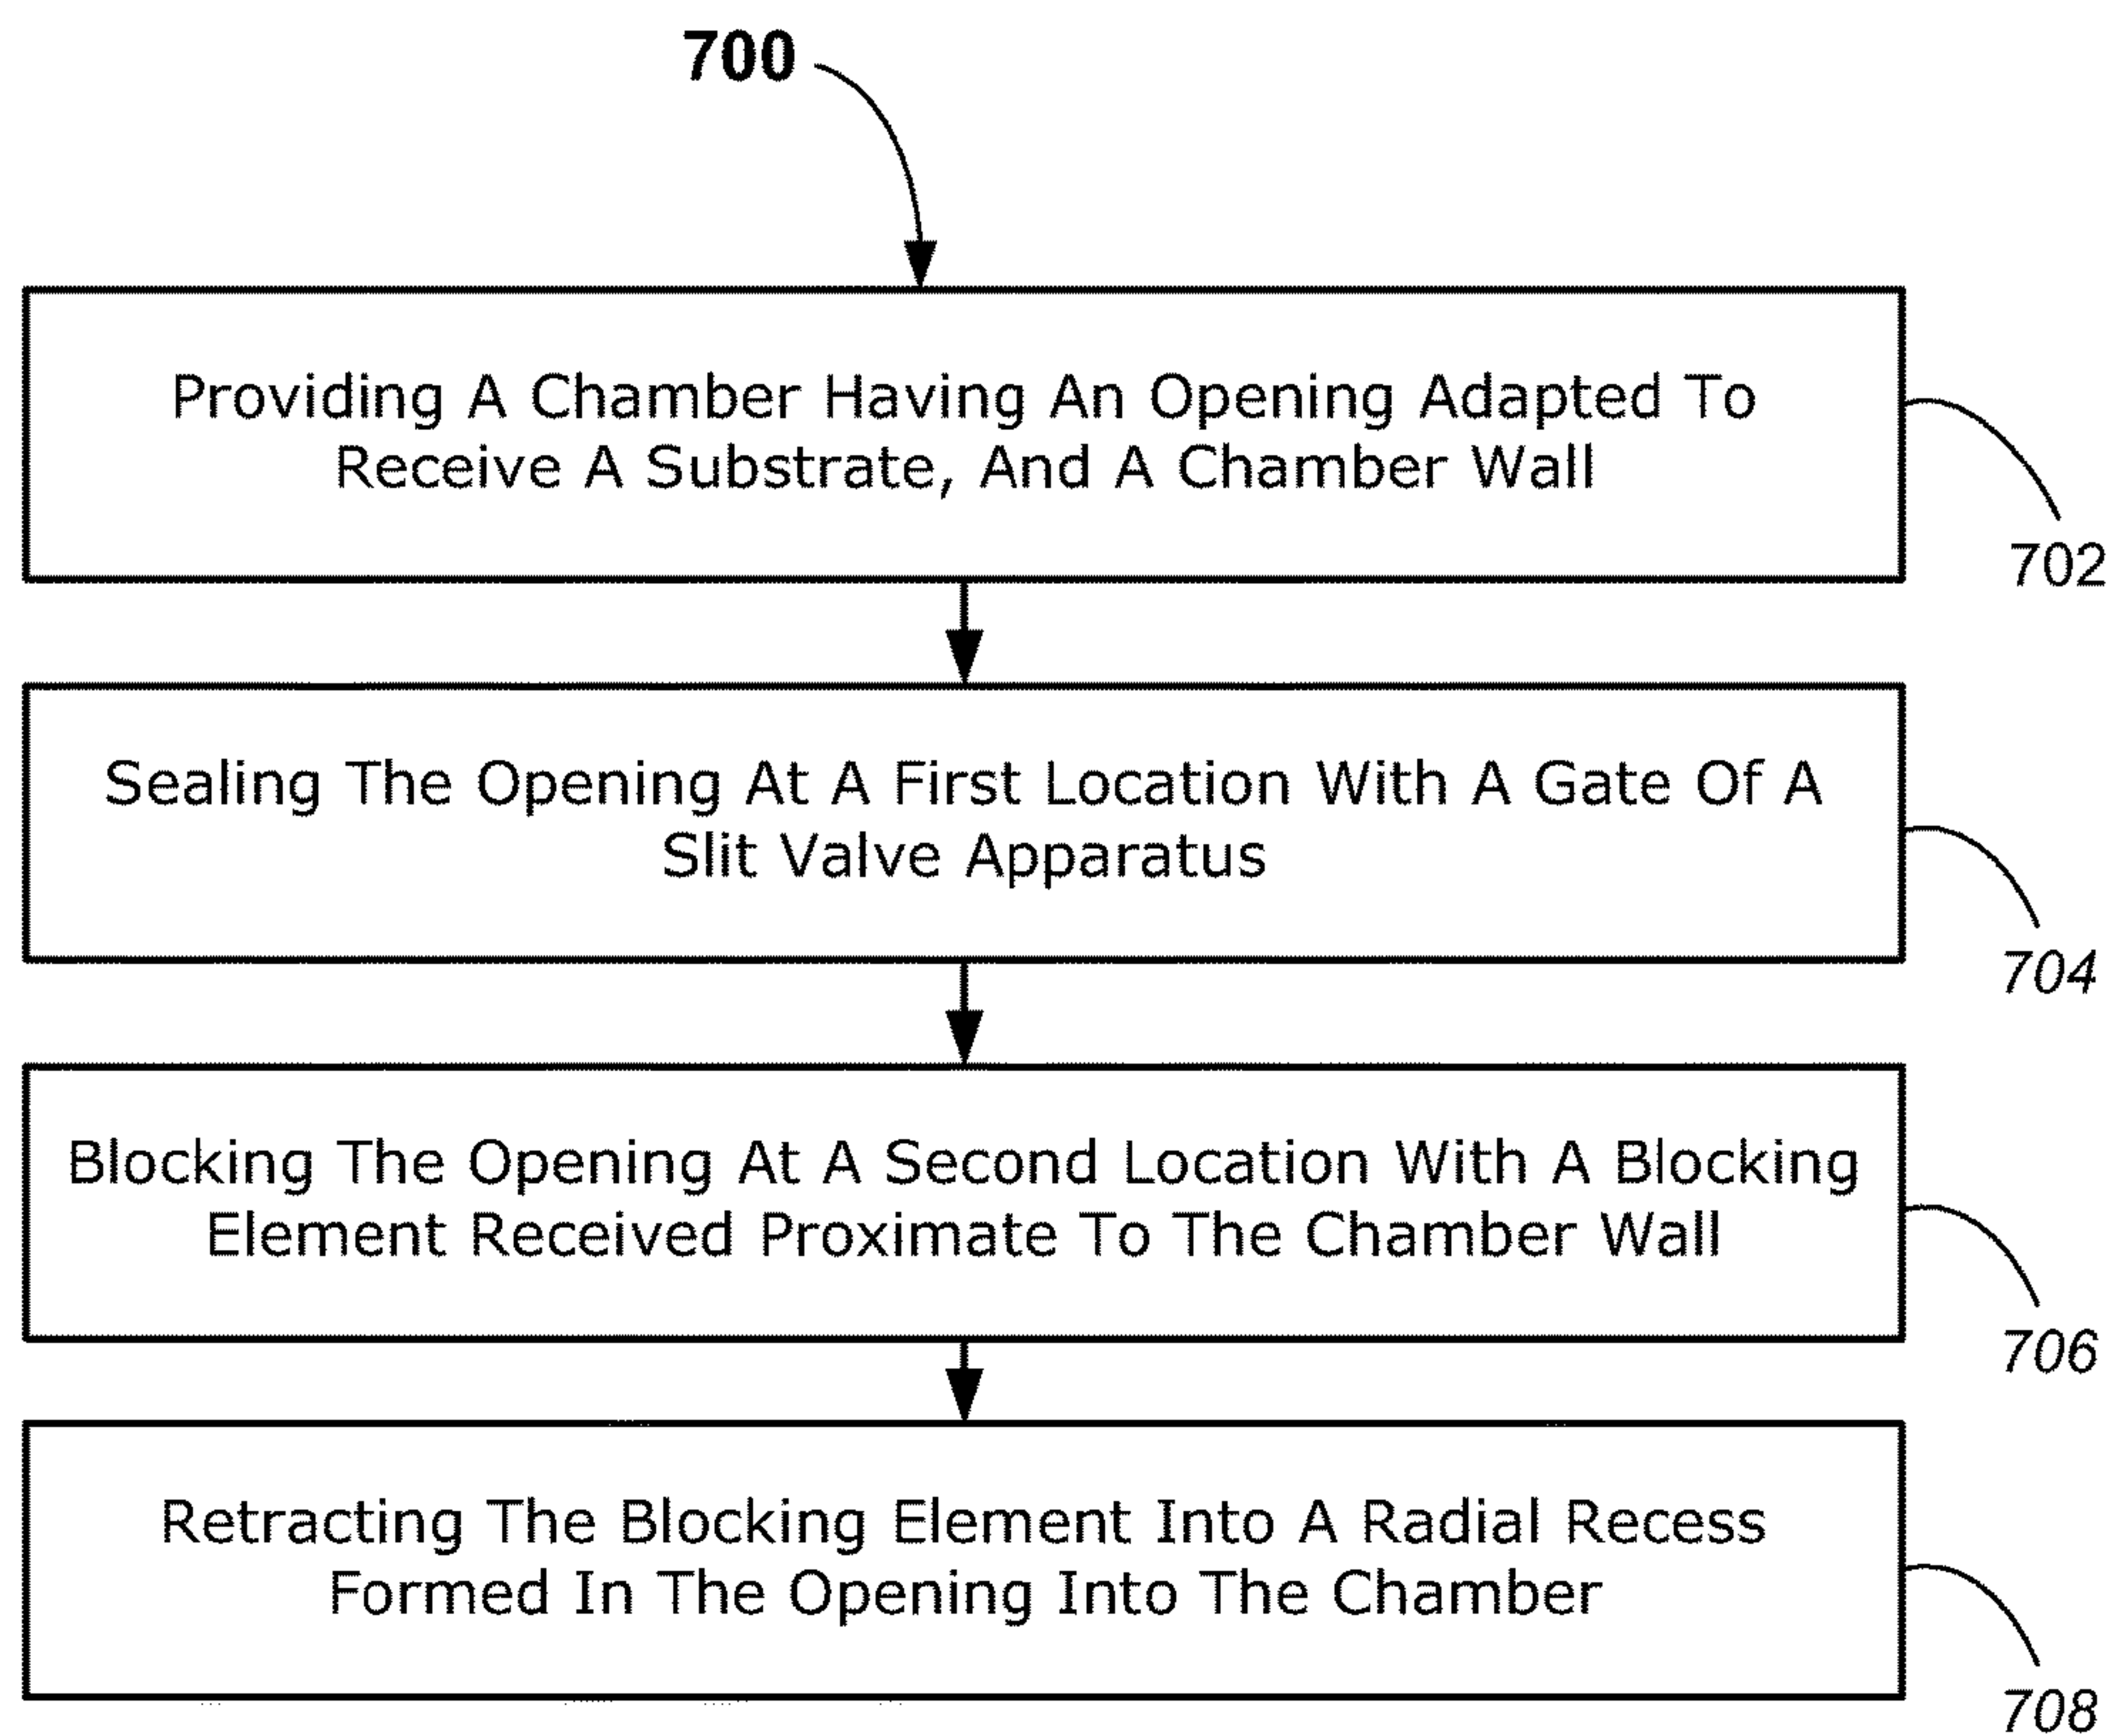 700
Providing A Chamber Having An Opening Adapted To
Receive A Substrate, And A Chamber Wall
702
Sealing The Opening At A First Location With A Gate Of A
Slit Valve Apparatus
704
Blocking The Opening At A Second Location With A Blocking
Element Received Proximate To The Chamber Wall
706
Retracting The Blocking Element Into A Radial Recess
Formed In The Opening Into The Chamber
708